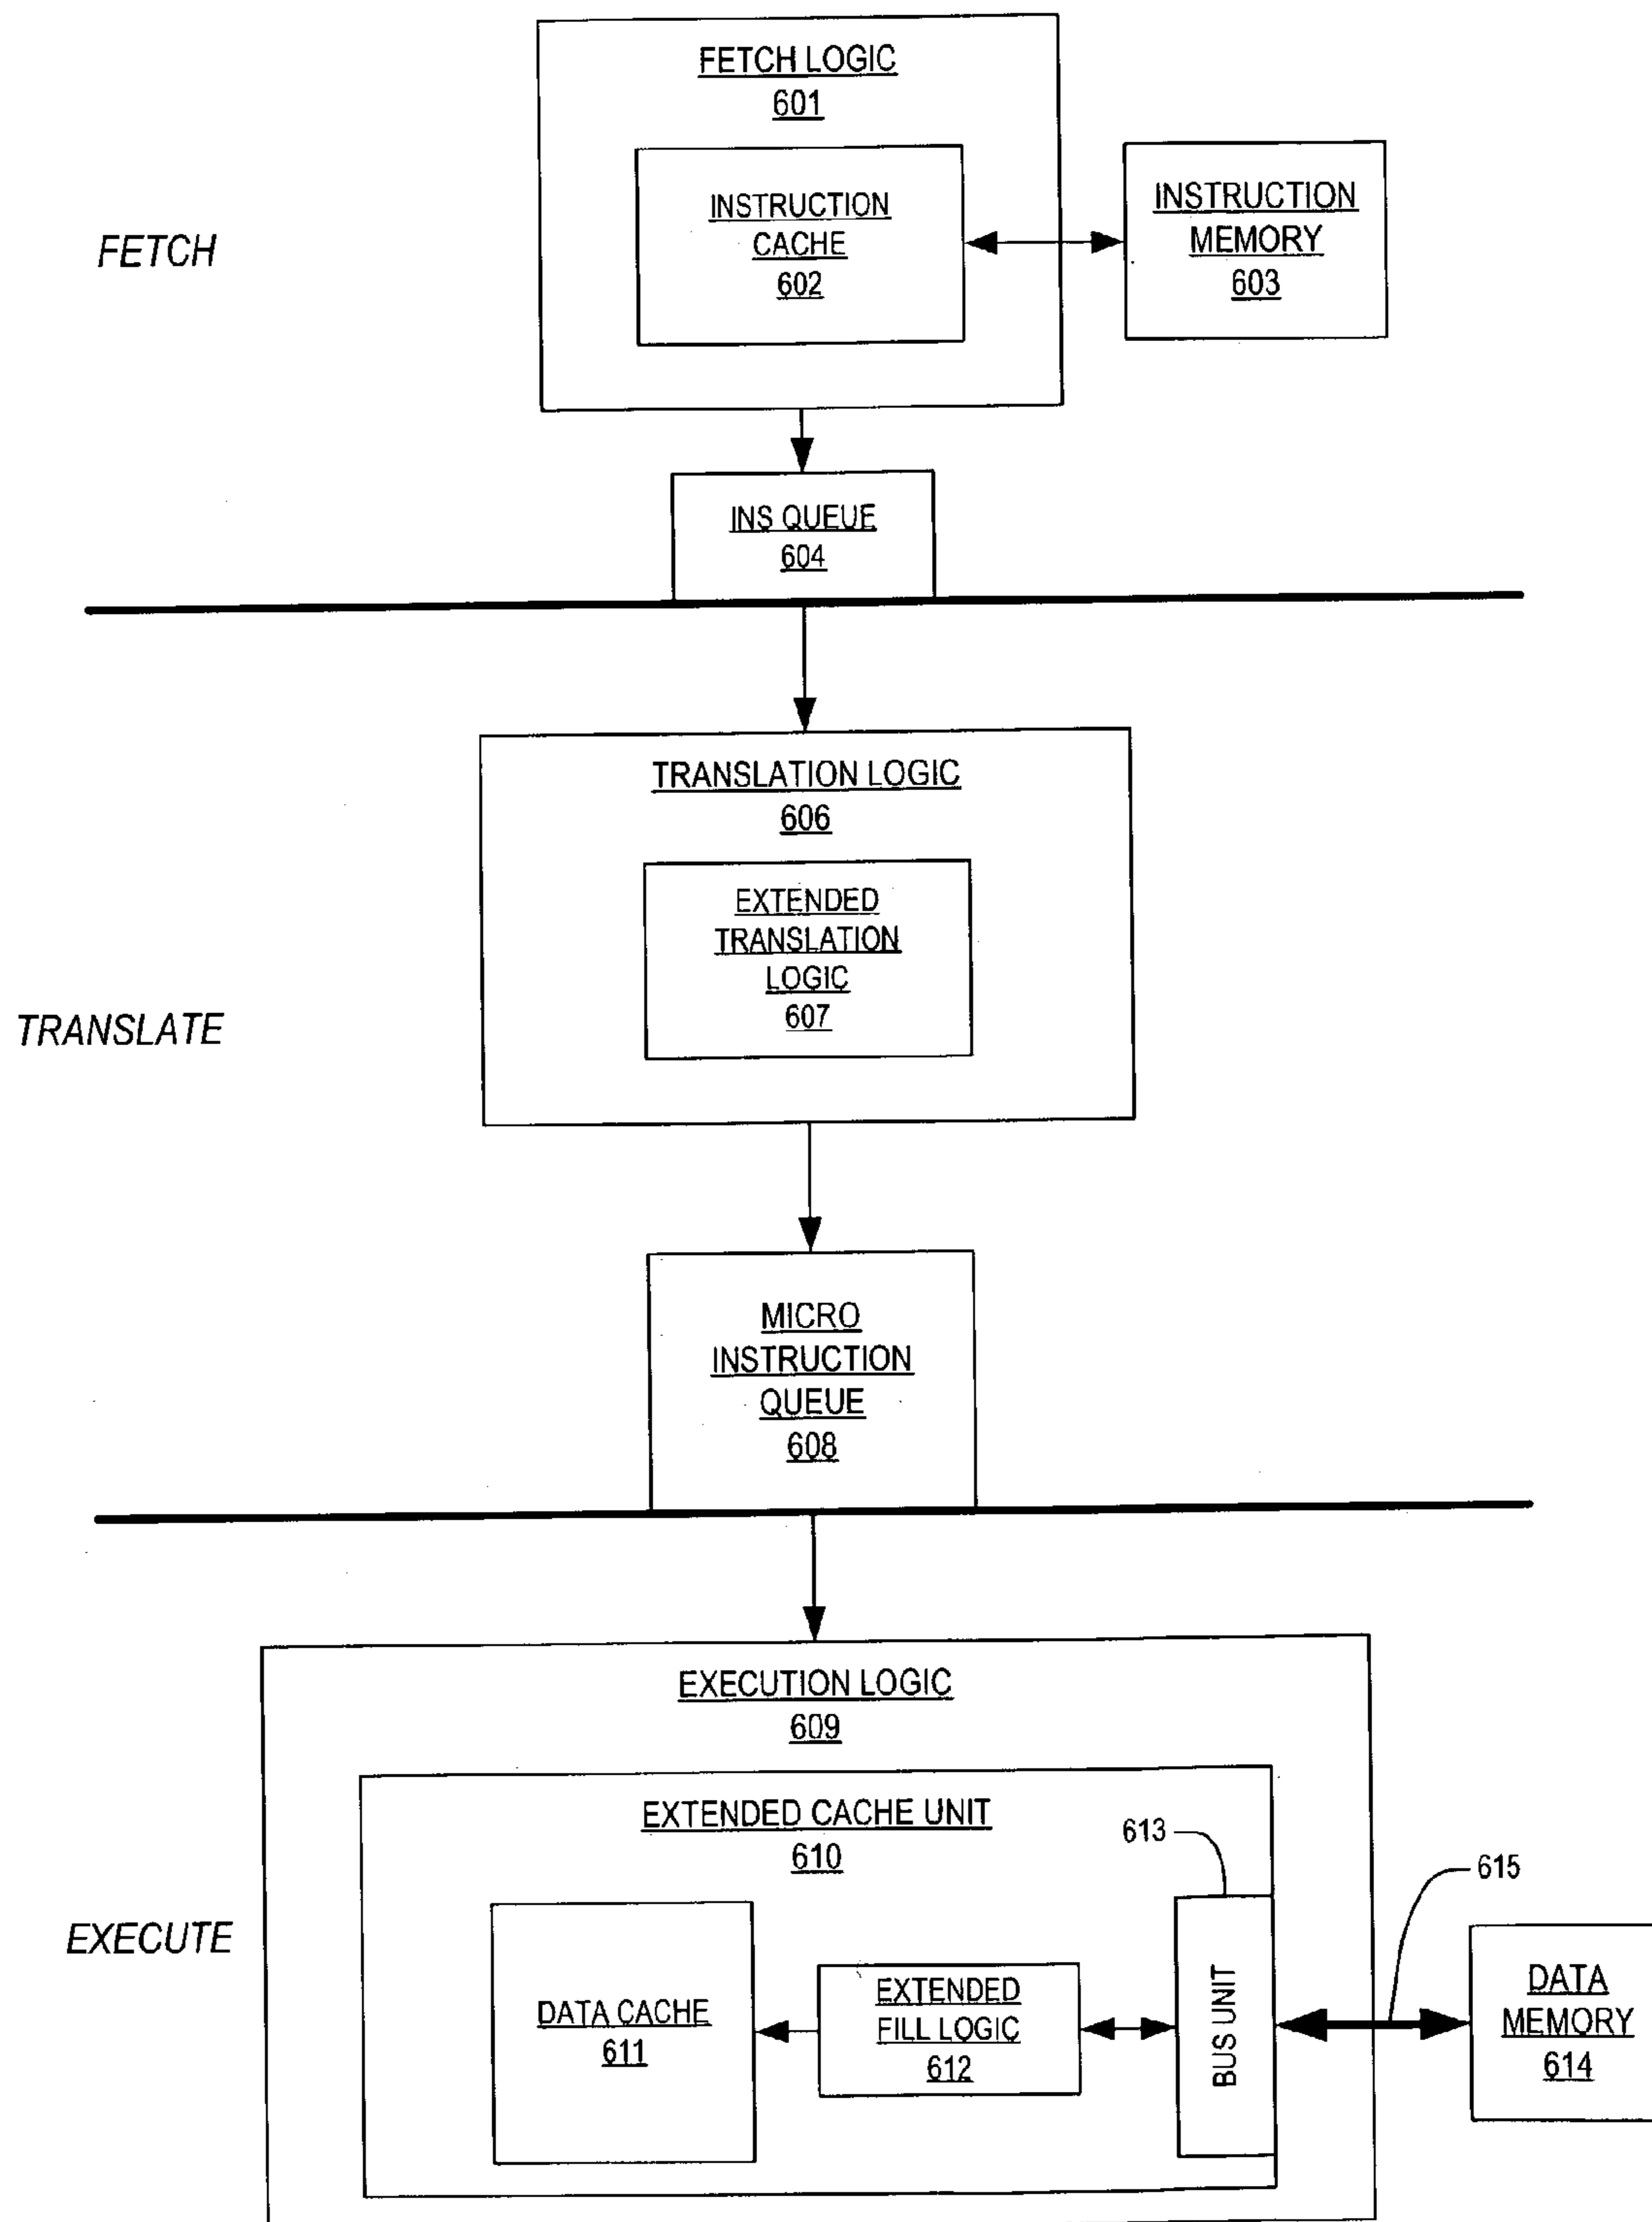 FETCH LOGIC
601
INSTRUCTION
CACHE
602
INSTRUCTION
MEMORY
603
FETCH
INS QUEUE
604
TRANSLATION LOGIC
606
EXTENDED
TRANSLATION
LOGIC
607
TRANSLATE
MICRO
INSTRUCTION
QUEUE
608
EXECUTION LOGIC
609
EXTENDED CACHE UNIT
610
613
615
EXECUTE
DATA CACHE
611
EXTENDED
FILL LOGIC
612
BUS UNIT
DATA
MEMORY
614